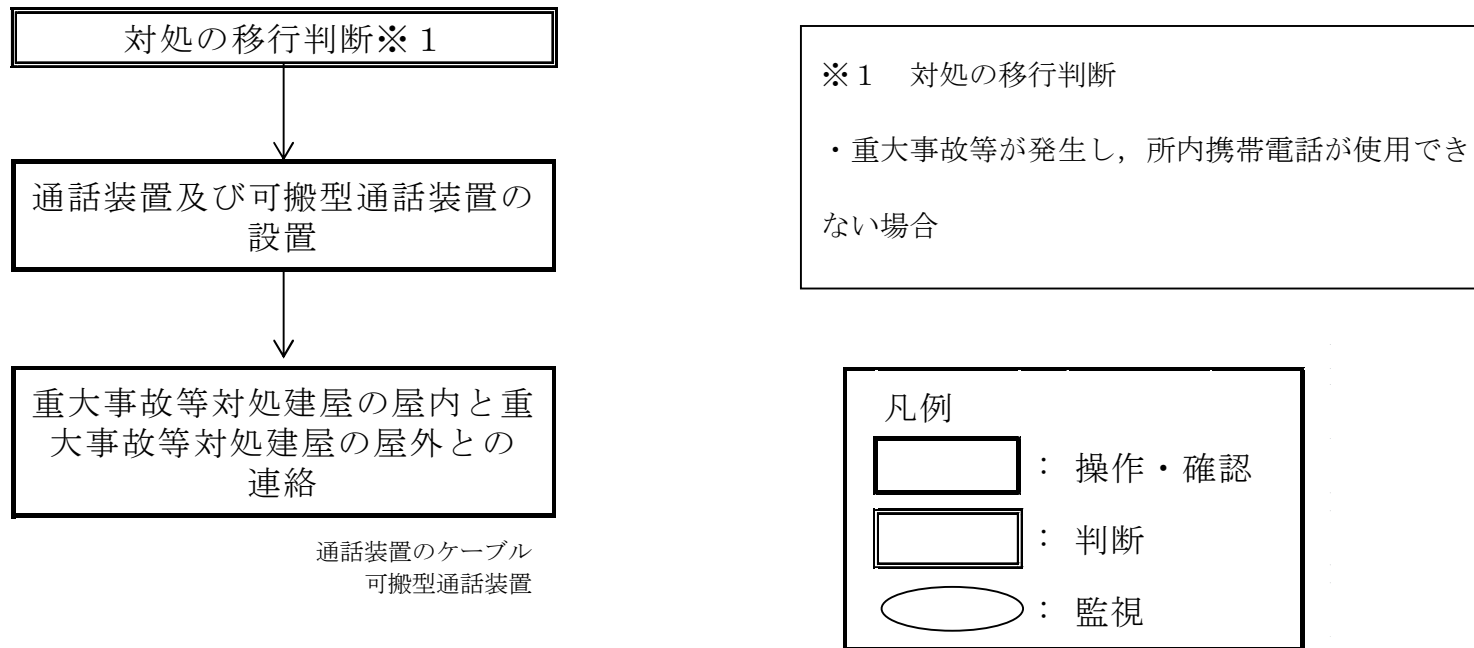 対処の移行判断※１
通話装置及び可搬型通話装置の
設置
重大事故等対処建屋の屋内と重
大事故等対処建屋の屋外との
連絡
通話装置のケーブル
可搬型通話装置
※１　対処の移行判断
・重大事故等が発生し，所内携帯電話が使用でき
ない場合
凡例
： 操作・確認
： 判断
： 監視